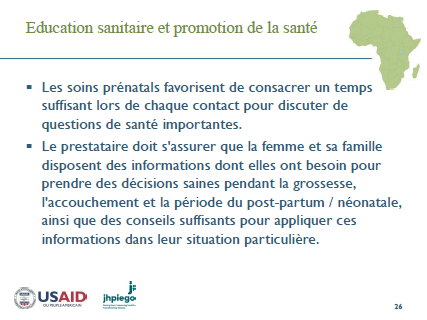 Education sanitaire et promotion de la santé
▪ Les soins prénatals favorisent de consacrer un temps
suffisant lors de chaque contact pour discuter de
questions de santé importantes.
▪ Le prestataire doit s'assurer que la femme et sa famille
disposent des informations dont elles ont besoin pour
prendre des décisions saines pendant la grossesse,
l'accouchement et la période du post-partum / néonatale,
ainsi que des conseils suffisants pour appliquer ces
informations dans leur situation particulière.
USAID
DU PEUPLE AMERICAIN
jhpiego
26